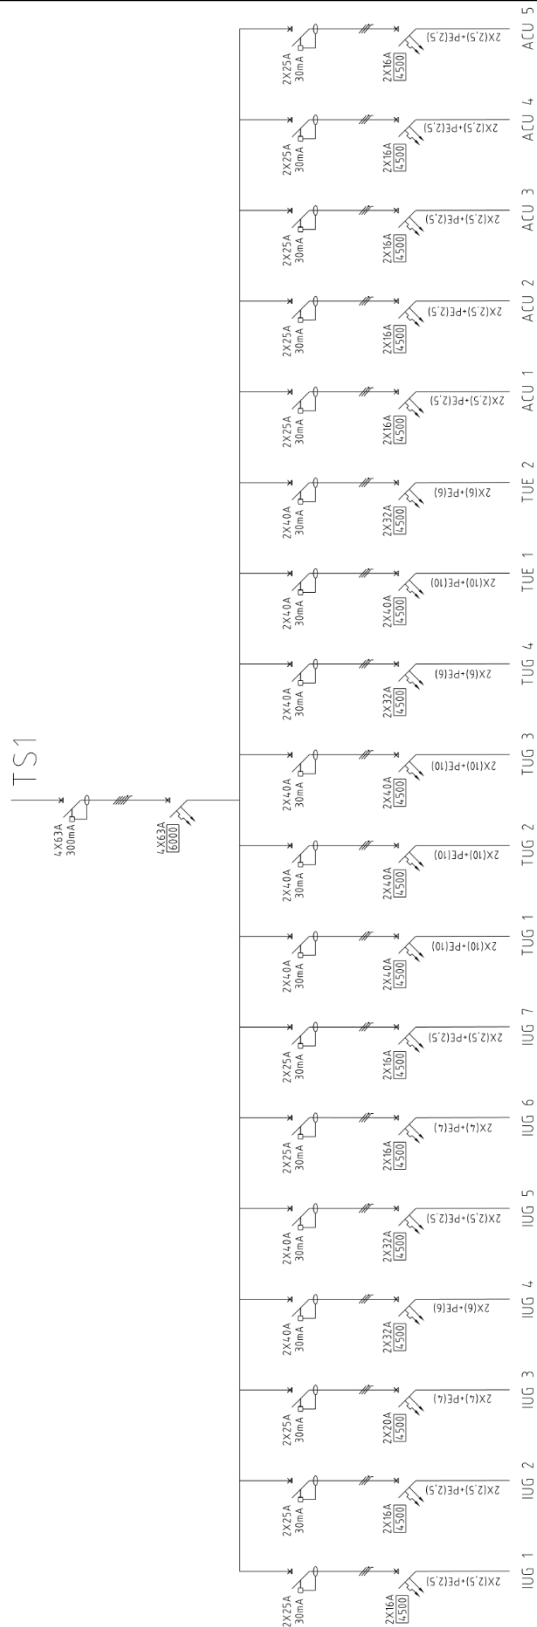 TS1
4X63A
300mA
4X63A
6000
2X25A
30mA
2X16A
4500
2X(2,5)+PE(2,5)
IUG 1
2X25A
30mA
2X16A
4500
2X(2,5)+PE(2,5)
IUG 2
2X25A
30mA
2X20A
4500
2X(4)+PE(4)
IUG 3
2X40A
30mA
2X32A
4500
2X(6)+PE(6)
IUG 4
2X40A
30mA
2X32A
4500
2X(2,5)+PE(2,5)
IUG 5
2X25A
30mA
2X16A
4500
2X(4)+PE(4)
IUG 6
2X25A
30mA
2X16A
4500
2X(2,5)+PE(2,5)
IUG 7
2X40A
30mA
2X40A
4500
2X(10)+PE(10)
TUG 1
2X40A
30mA
2X40A
4500
2X(10)+PE(10)
TUG 2
2X40A
30mA
2X40A
4500
2X(10)+PE(10)
TUG 3
2X40A
30mA
2X32A
4500
2X(6)+PE(6)
TUG 4
2X40A
30mA
2X40A
4500
2X(10)+PE(10)
TUE 1
2X40A
30mA
2X32A
4500
2X(6)+PE(6)
TUE 2
2X25A
30mA
2X16A
4500
2X(2,5)+PE(2,5)
ACU 1
2X25A
30mA
2X16A
4500
2X(2,5)+PE(2,5)
ACU 2
2X25A
30mA
2X16A
4500
2X(2,5)+PE(2,5)
ACU 3
2X25A
30mA
2X16A
4500
2X(2,5)+PE(2,5)
ACU 4
2X25A
30mA
2X16A
4500
2X(2,5)+PE(2,5)
ACU 5